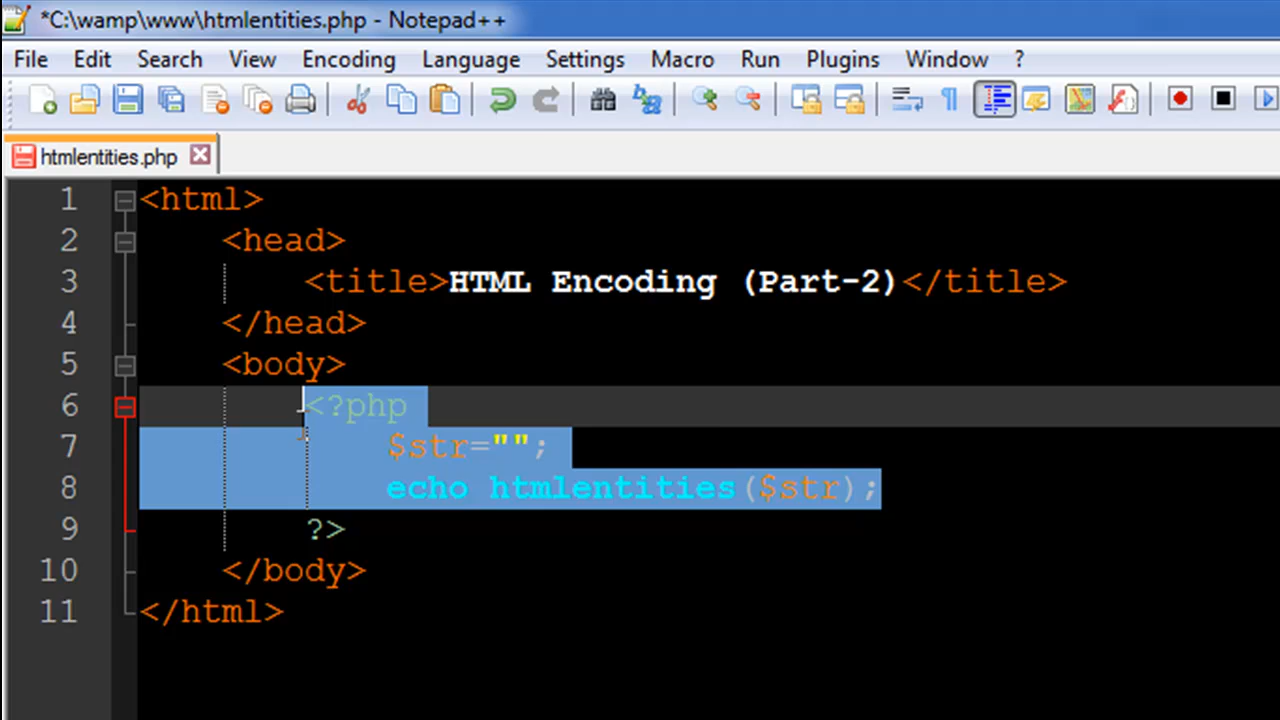 *C:\wamp\www\htmlentities.php - Notepad++
File Edit Search View Encoding Language Settings Macro Run Plugins Window ?
htmlentities.php
1 <html>
2 <head>
3 <title>HTML Encoding (Part-2)</title>
4 </head>
5 <body>
6 <?php
7 $str="";
8 echo htmlentities($str);
9 ?>
10 </body>
11 </html>